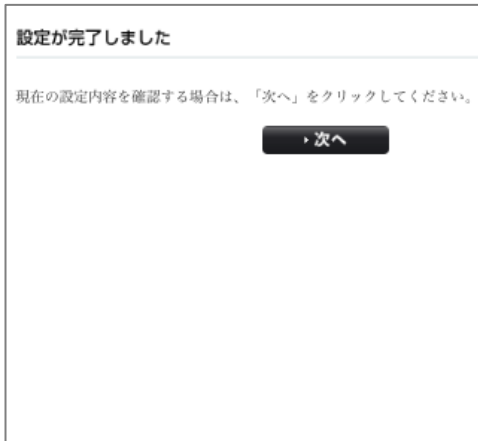 設定が完了しました
現在の設定内容を確認する場合は、「次へ」をクリックしてください。
次へ